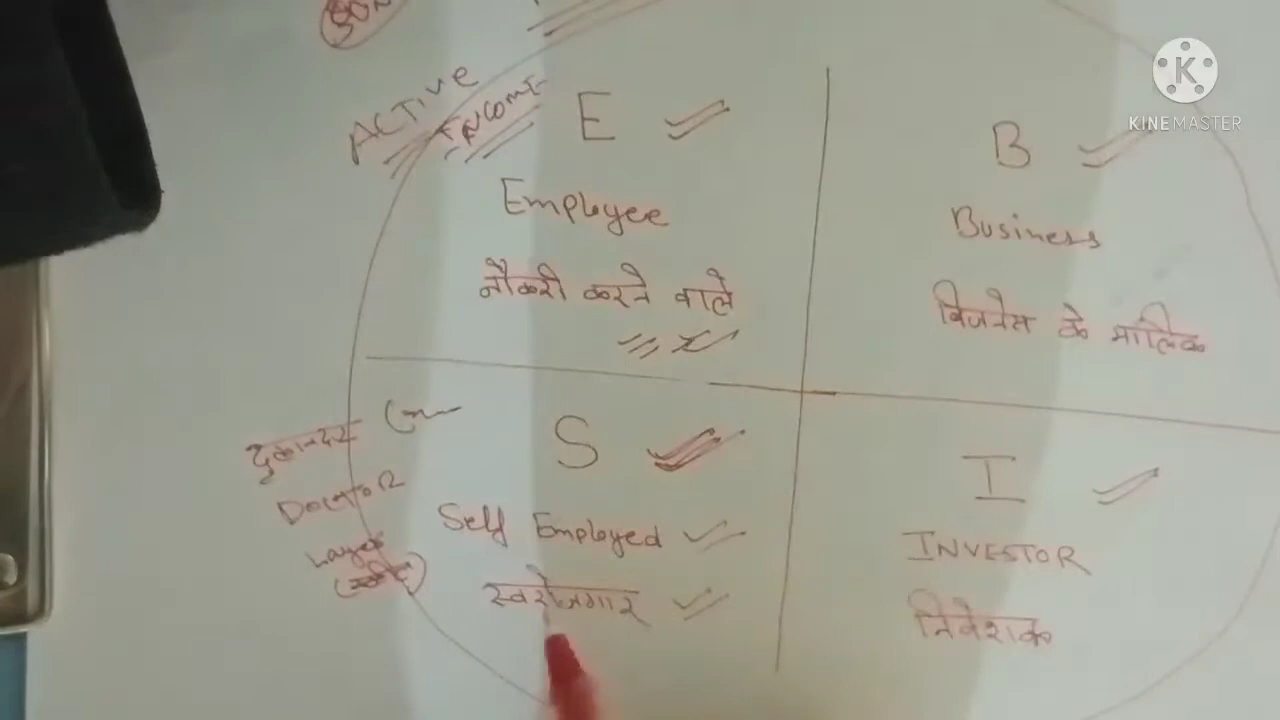 ACTIVE
INCOME
E
Employee
नौकरी करने वाले
B
Business
बिजनेस के मालिक
S
Self Employed
स्वरोजगार
दुकानदार
Doctor
I
INVESTOR
निवेशक
KINEMASTER